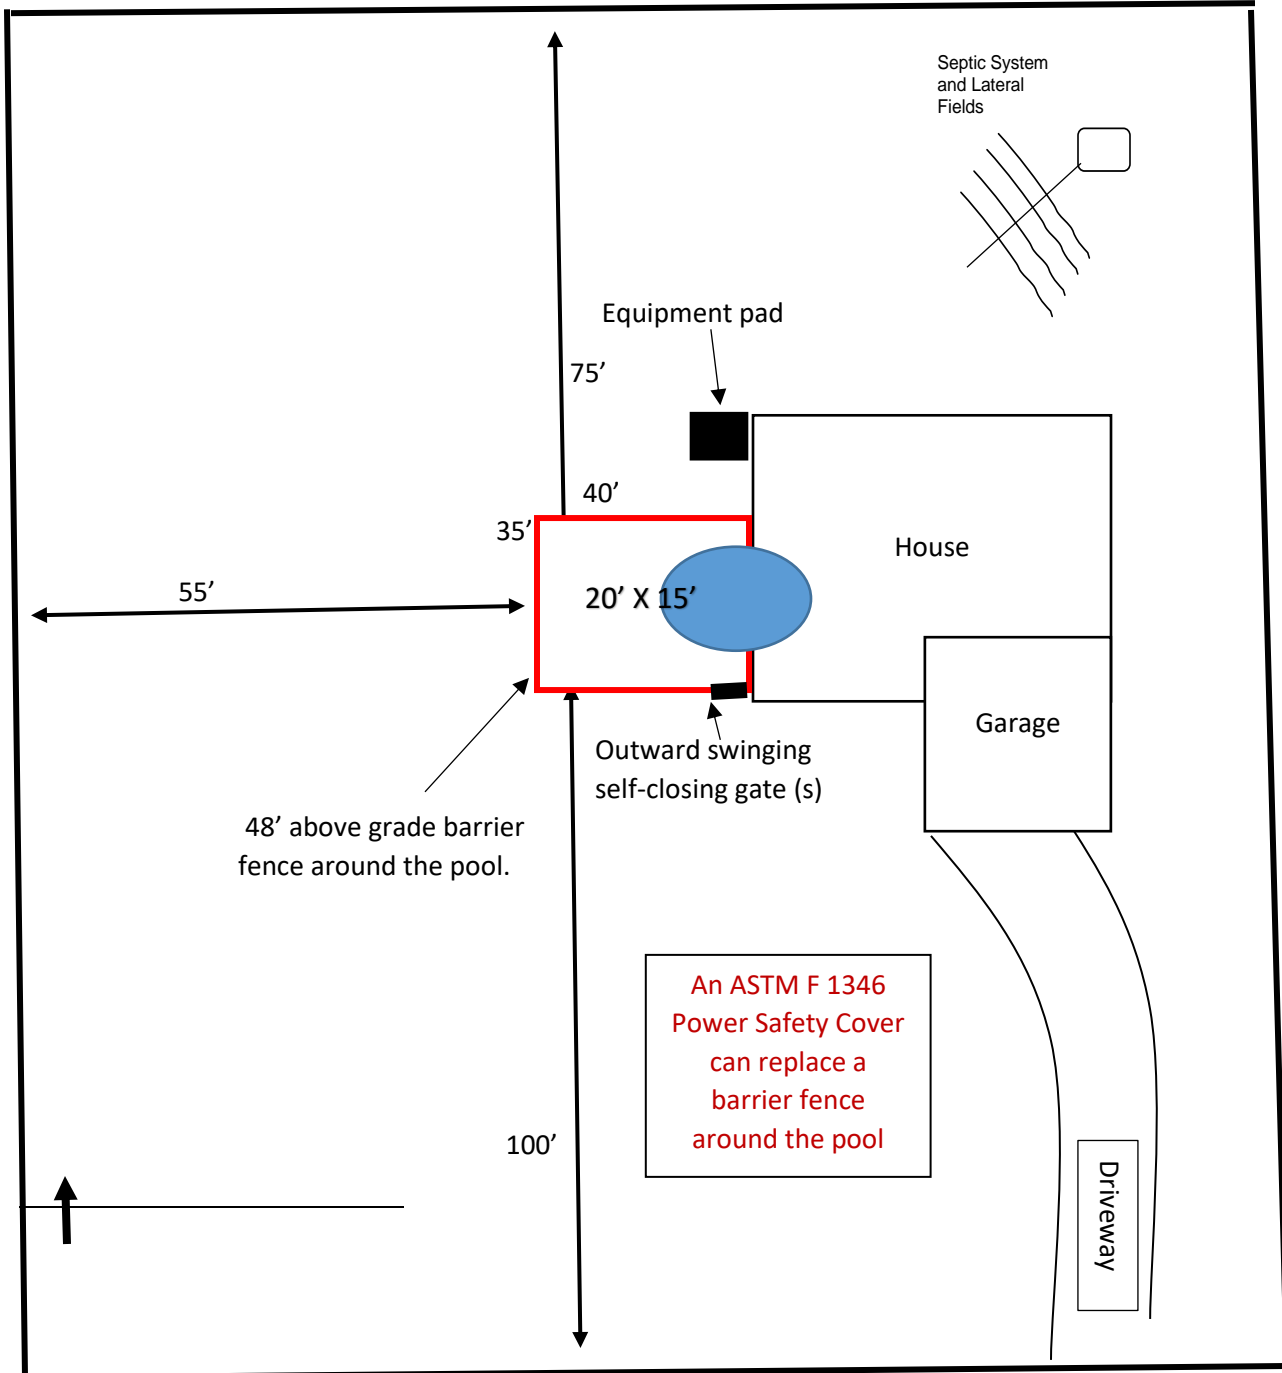 Septic System
and Lateral
Fields
Equipment pad
75’
40’
35’
House
55’
20’ X 15’
Garage
Outward swinging
self-closing gate (s)
48’ above grade barrier
fence around the pool.
An ASTM F 1346
Power Safety Cover
can replace a
barrier fence
around the pool
100’
Driveway